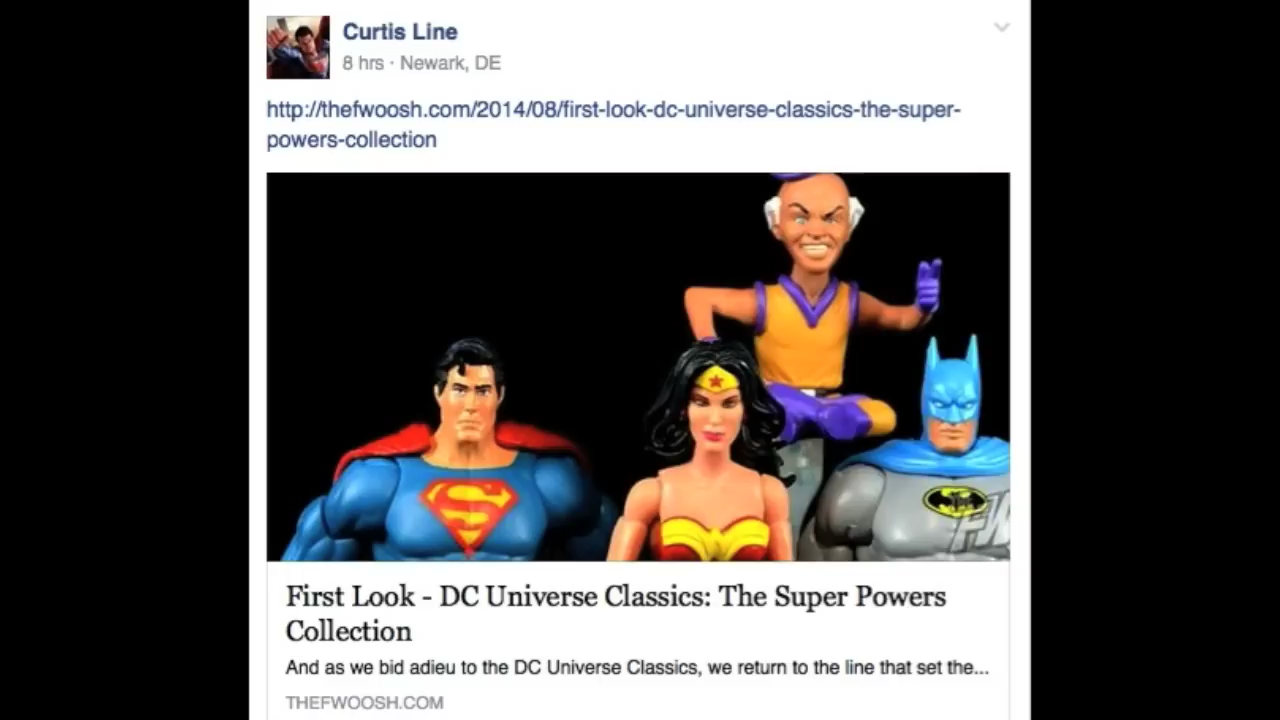 Curtis Line
8 hrs · Newark, DE
http://thefwoosh.com/2014/08/first-look-dc-universe-classics-the-super-
powers-collection
S
FW
First Look - DC Universe Classics: The Super Powers
Collection
And as we bid adieu to the DC Universe Classics, we return to the line that set the...
THEFWOOSH.COM